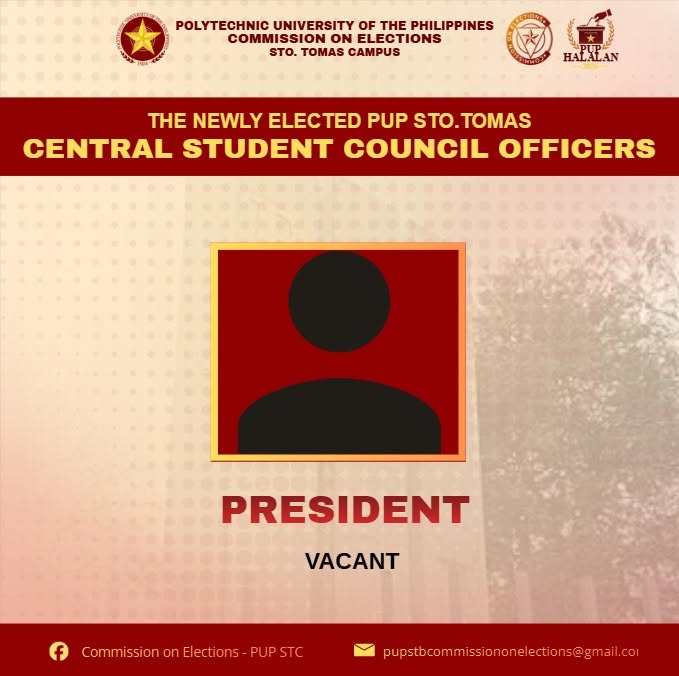 POLYTECHNIC UNIVERSITY OF THE PHILIPPINES
COMMISSION ON ELECTIONS
STO. TOMAS CAMPUS
PUP
HALALAN
THE NEWLY ELECTED PUP STO.TOMAS
CENTRAL STUDENT COUNCIL OFFICERS
PRESIDENT
VACANT
Commission on Elections - PUP STC
pupstbcommissiononelections@gmail.com